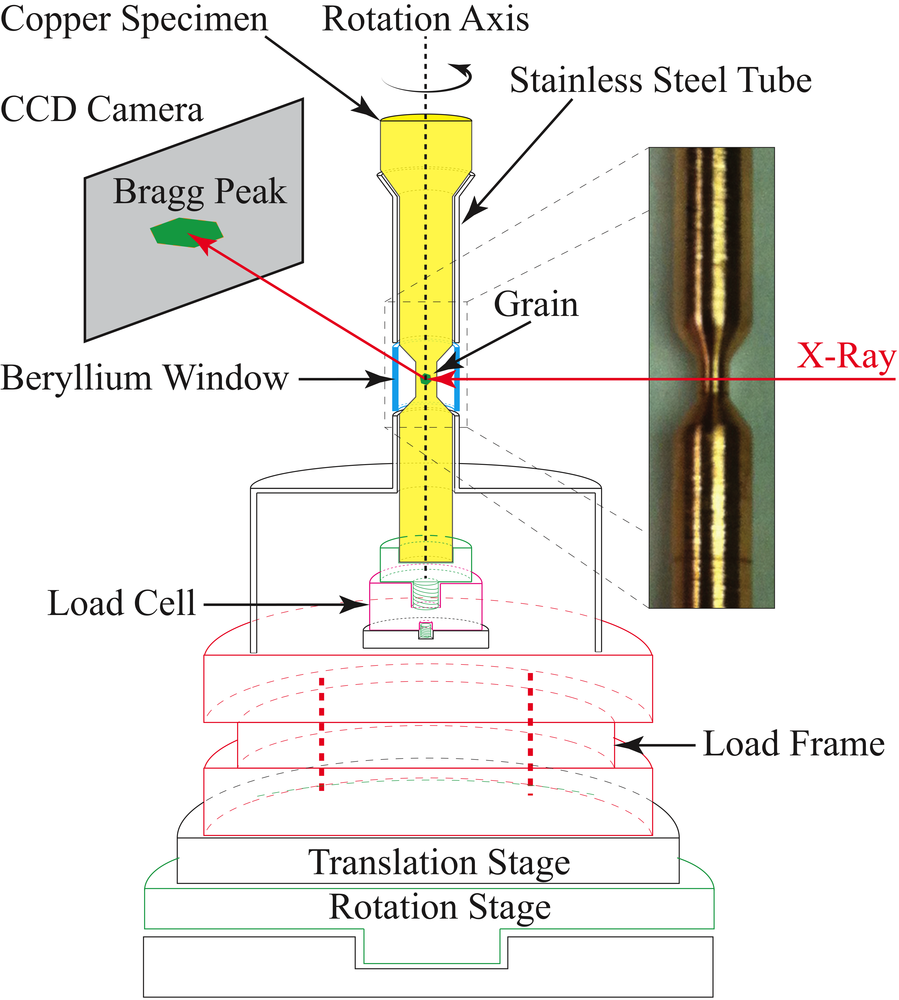 Copper Specimen
Rotation Axis
Stainless Steel Tube
CCD Camera
Bragg Peak
Grain
X-Ray
Beryllium Window
Load Cell
Load Frame
Translation Stage
Rotation Stage